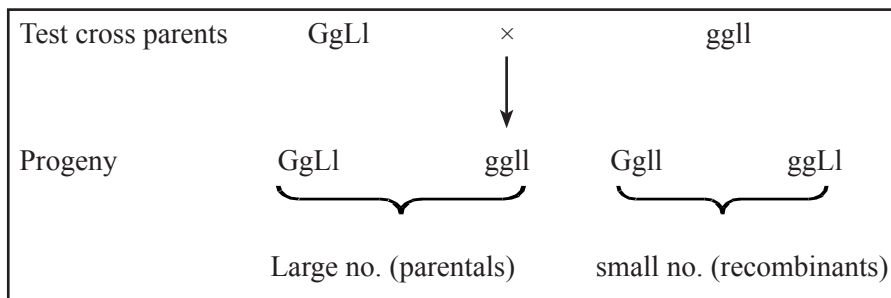 Test cross parents GgLl × ggll
Progeny GgLl ggll Ggll ggLl
Large no. (parentals) small no. (recombinants)